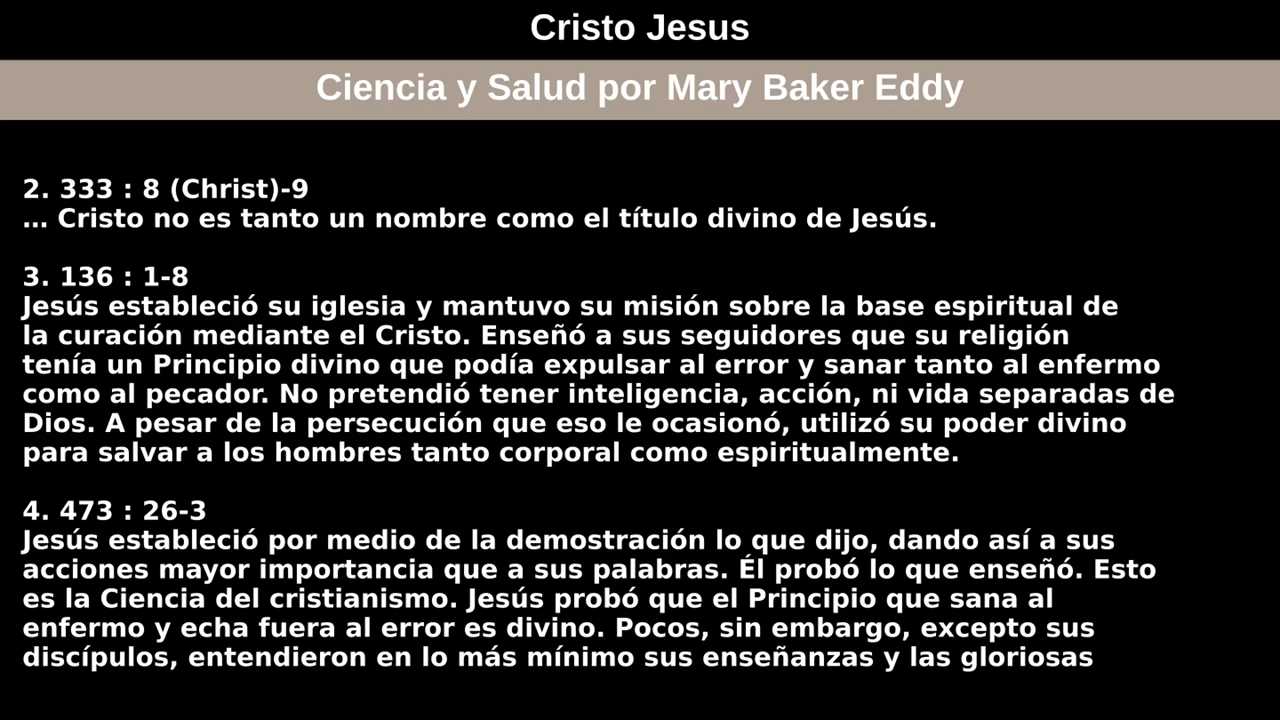 Cristo Jesus
Ciencia y Salud por Mary Baker Eddy
2. 333 : 8 (Christ)-9
... Cristo no es tanto un nombre como el título divino de Jesús.
3. 136 : 1-8
Jesús estableció su iglesia y mantuvo su misión sobre la base espiritual de
la curación mediante el Cristo. Enseñó a sus seguidores que su religión
tenía un Principio divino que podía expulsar al error y sanar tanto al enfermo
como al pecador. No pretendió tener inteligencia, acción, ni vida separadas de
Dios. A pesar de la persecución que eso le ocasionó, utilizó su poder divino
para salvar a los hombres tanto corporal como espiritualmente.
4. 473 : 26-3
Jesús estableció por medio de la demostración lo que dijo, dando así a sus
acciones mayor importancia que a sus palabras. Él probó lo que enseñó. Esto
es la Ciencia del cristianismo. Jesús probó que el Principio que sana al
enfermo y echa fuera al error es divino. Pocos, sin embargo, excepto sus
discípulos, entendieron en lo más mínimo sus enseñanzas y las gloriosas